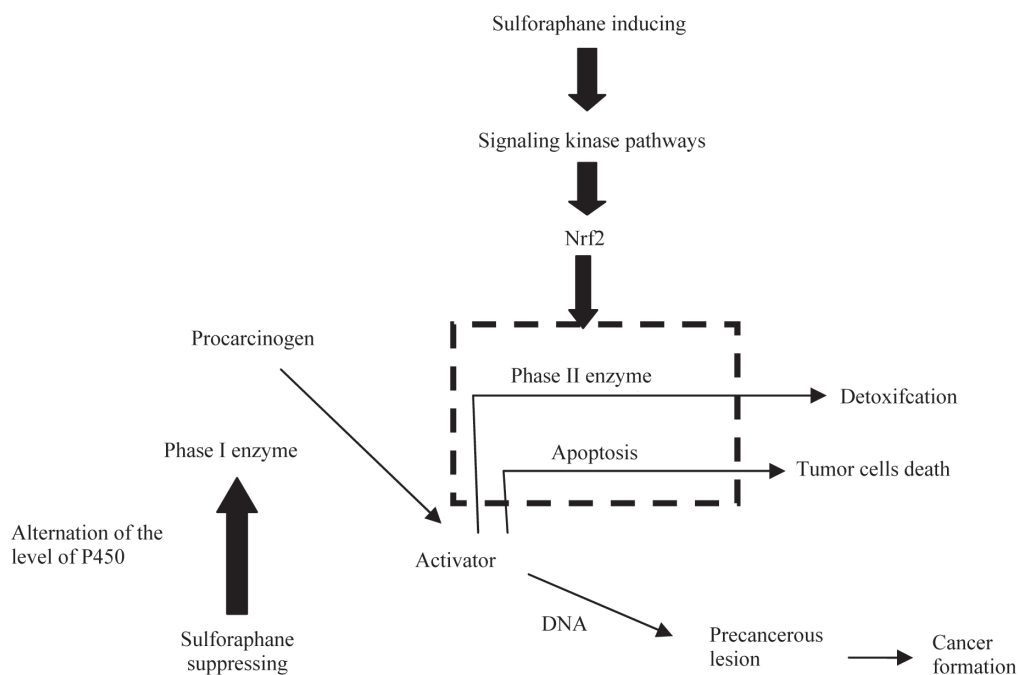 Sulforaphane inducing
Signaling kinase pathways
Nrf2
Procarcinogen
Phase II enzyme
Detoxifcation
Phase I enzyme
Apoptosis
Tumor cells death
Alternation of the
level of P450
Activator
DNA
Sulforaphane
suppressing
Precancerous
lesion
Cancer
formation